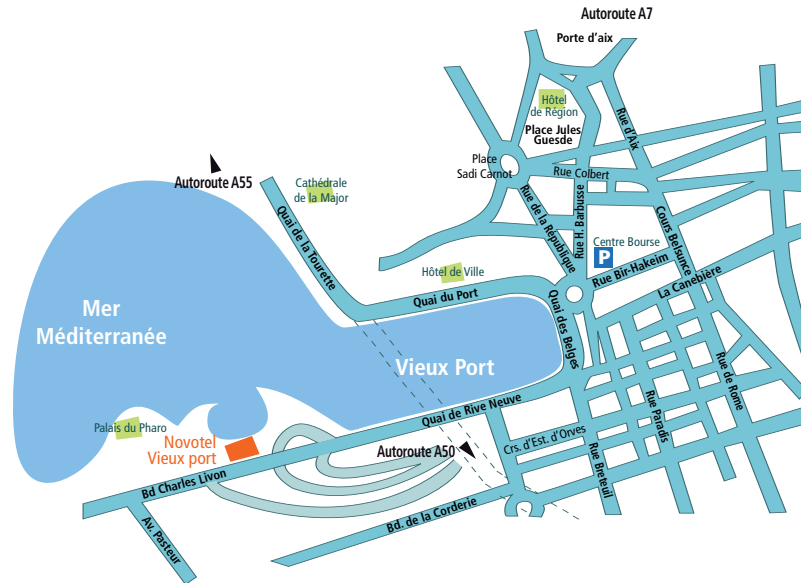 Autoroute A7
Porte d'aix
Hôtel
de Région
Place Jules
Guesde
Rue d'Aix
Place
Sadi Carnot
Rue Colbert
Autoroute A55
Cathédrale
de la Major
Quai de la Tourette
Rue de la République
Rue H. Barbusse
Cours Belsunce
Centre Bourse
P
Hôtel de Ville
Rue Bir-Hakeim
La Canebière
Quai du Port
Quai des Belges
Mer
Méditerranée
Vieux Port
Rue de Rome
Rue Paradis
Quai de Rive Neuve
Palais du Pharo
Novotel
Vieux port
Crs. d'Est. d'Orves
Autoroute A50
Rue Breteuil
Bd Charles Livon
Bd. de la Corderie
Av. Pasteur